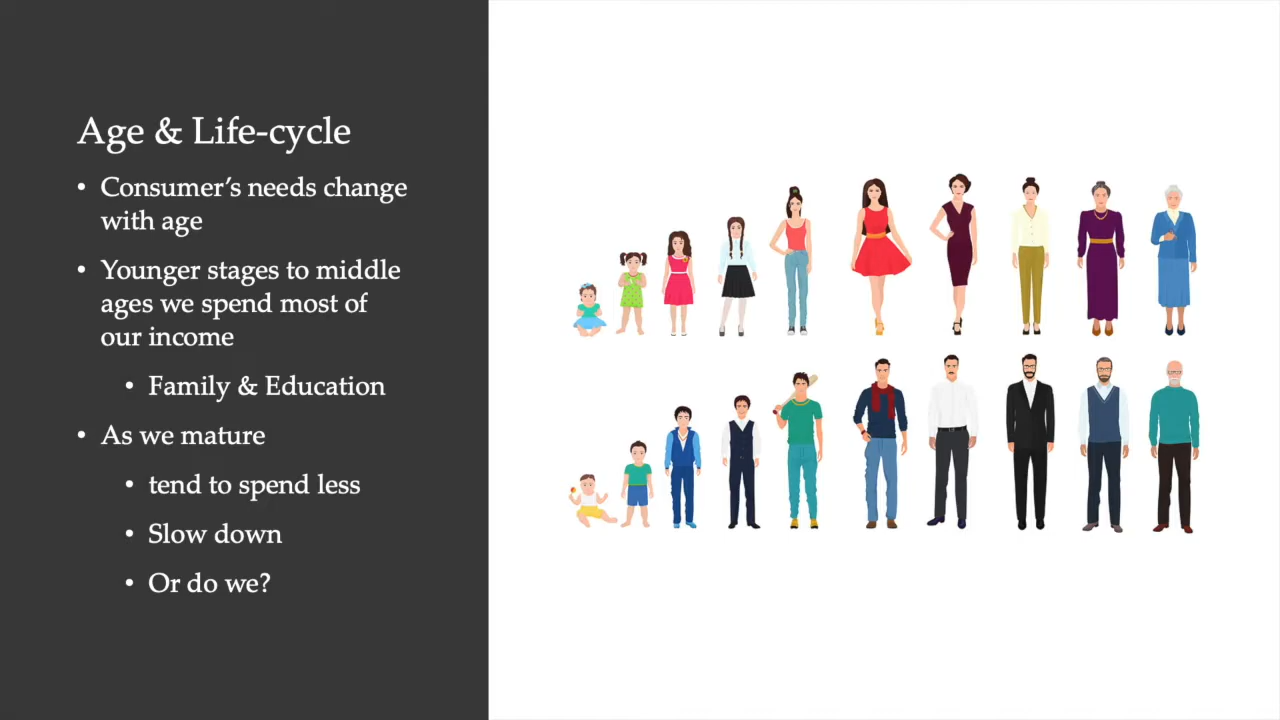 Age & Life-cycle
• Consumer’s needs change
with age
• Younger stages to middle
ages we spend most of
our income
• Family & Education
• As we mature
• tend to spend less
• Slow down
• Or do we?